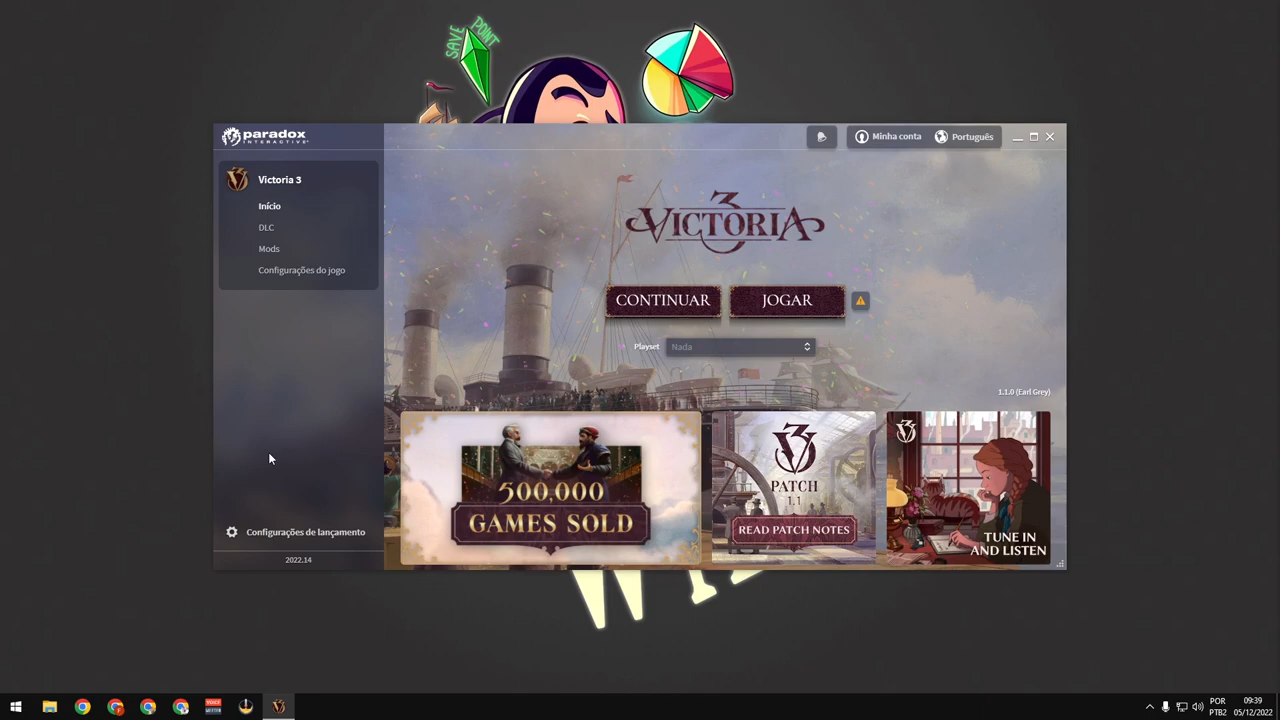 SAVE
POINT
paradox
INTERACTIVE
Minha conta
Português
Victoria 3
Início
DLC
Mods
Configurações do jogo
VICTORIA
3
CONTINUAR
JOGAR
Playset
Nada
1.1.0 (Earl Grey)
500,000
GAMES SOLD
PATCH
1.1
READ PATCH NOTES
TUNE IN
AND LISTEN
Configurações de lançamento
2022.14
POR
PTB2
09:39
05/12/2022